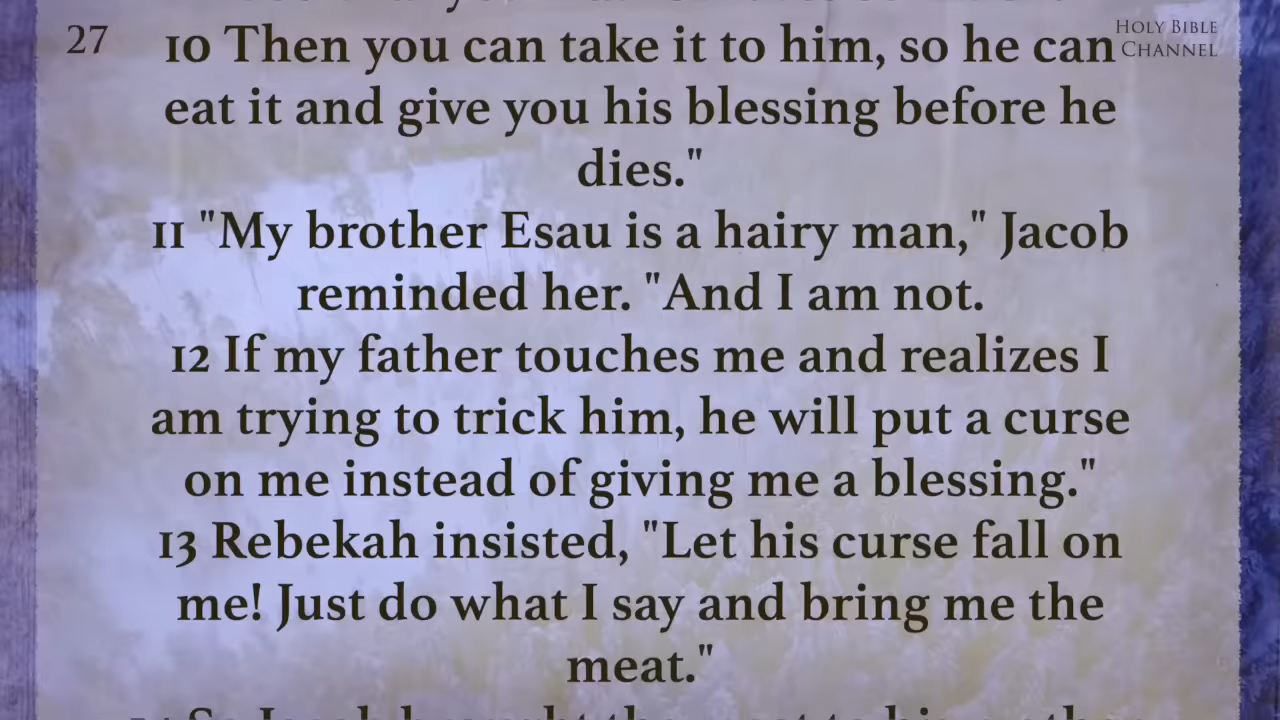 27
HOLY BIBLE
CHANNEL
10 Then you can take it to him, so he can
eat it and give you his blessing before he
dies."
11 "My brother Esau is a hairy man," Jacob
reminded her. "And I am not.
12 If my father touches me and realizes I
am trying to trick him, he will put a curse
on me instead of giving me a blessing."
13 Rebekah insisted, "Let his curse fall on
me! Just do what I say and bring me the
meat."